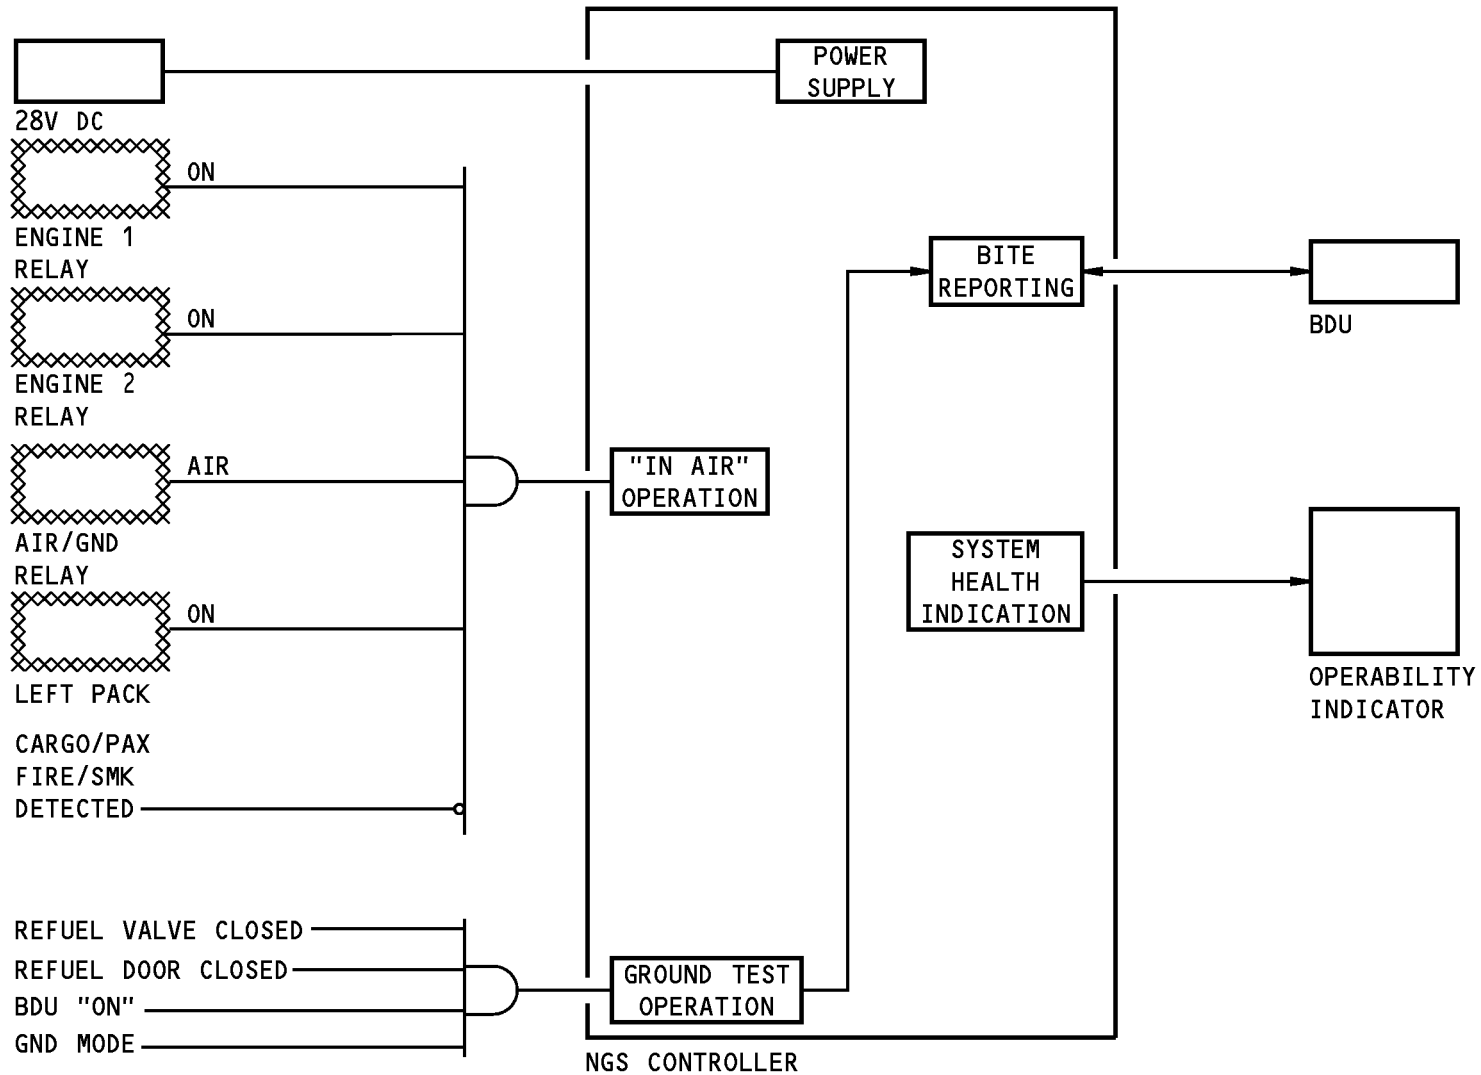 POWER
SUPPLY
28V DC
ON
ENGINE 1
RELAY
ON
ENGINE 2
RELAY
AIR
AIR/GND
RELAY
ON
LEFT PACK
CARGO/PAX
FIRE/SMK
DETECTED
REFUEL VALVE CLOSED
REFUEL DOOR CLOSED
BDU "ON"
GND MODE
"IN AIR"
OPERATION
GROUND TEST
OPERATION
BITE
REPORTING
SYSTEM
HEALTH
INDICATION
NGS CONTROLLER
BDU
OPERABILITY
INDICATOR